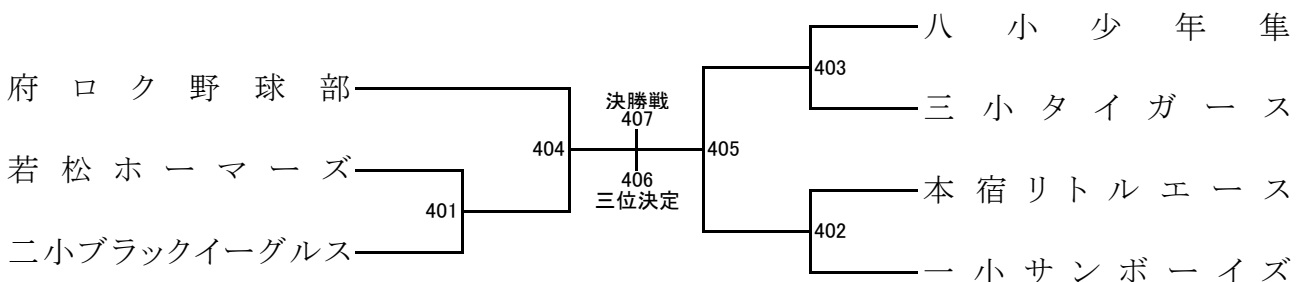 府ロク野球部
若松ホーマーズ
二小ブラックイーグルス
401
404
決勝戦
407
406
三位決定
405
403
402
八小少年隼
三小タイガース
本宿リトルエース
一小サンボーイズ